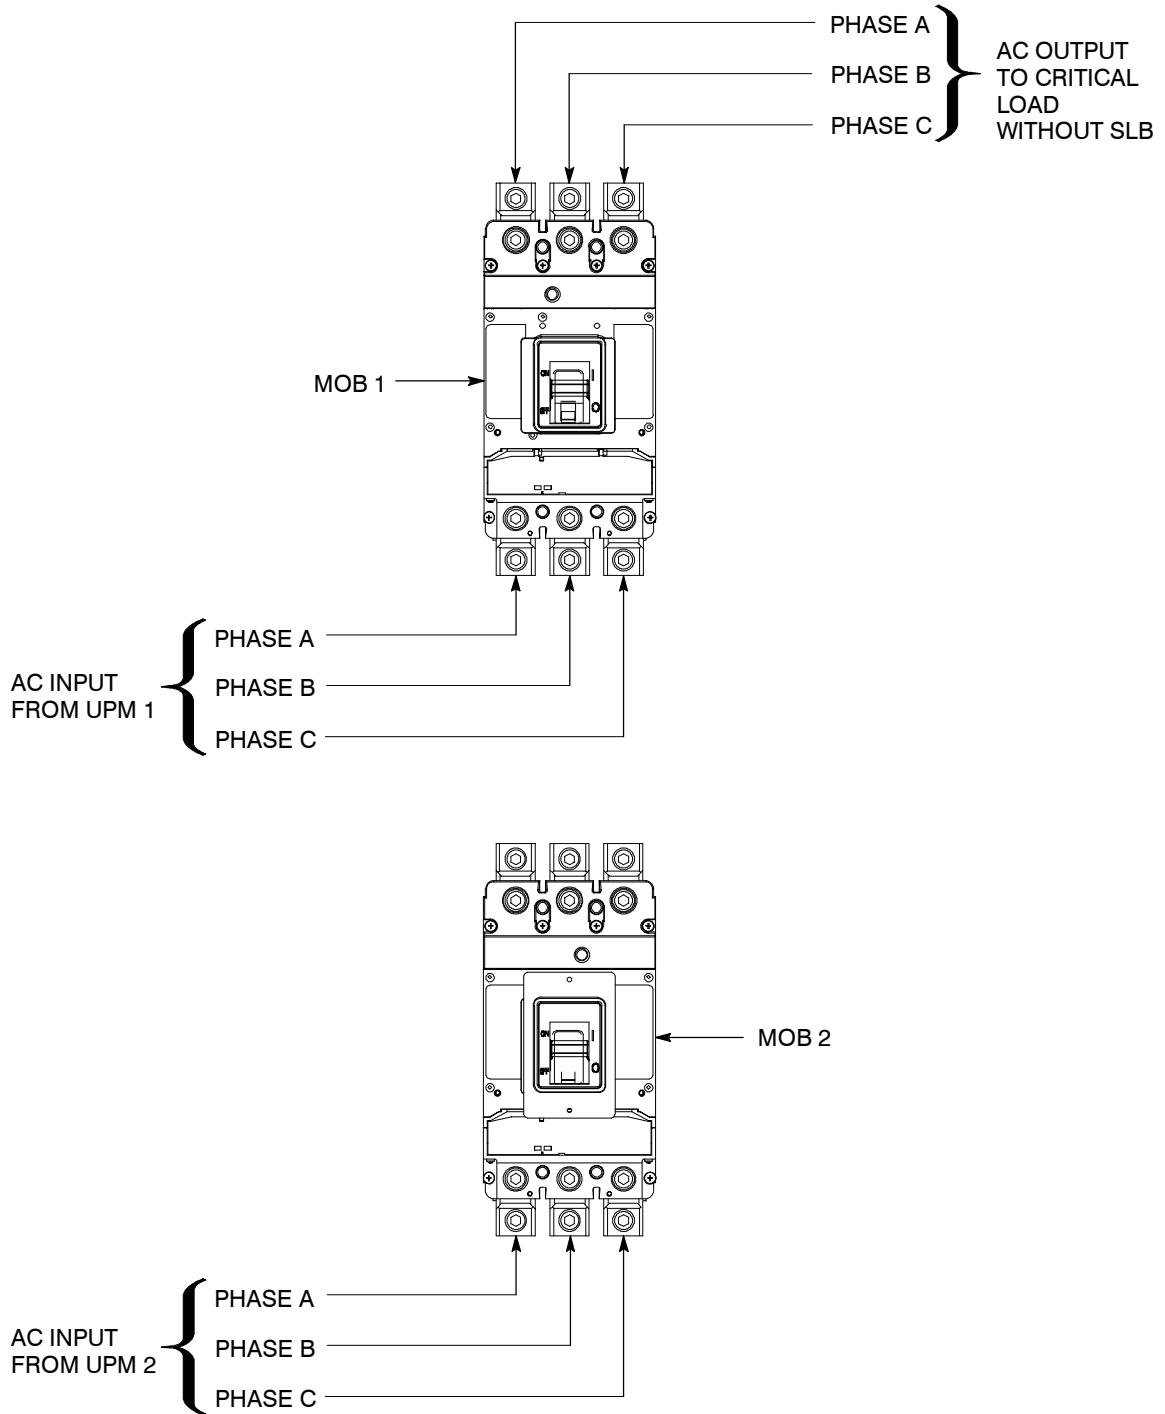 PHASE A
PHASE B
PHASE C
AC OUTPUT
TO CRITICAL
LOAD
WITHOUT SLB
MOB 1
ON
OFF
PHASE A
PHASE B
PHASE C
AC INPUT
FROM UPM 1
ON
OFF
MOB 2
PHASE A
PHASE B
PHASE C
AC INPUT
FROM UPM 2